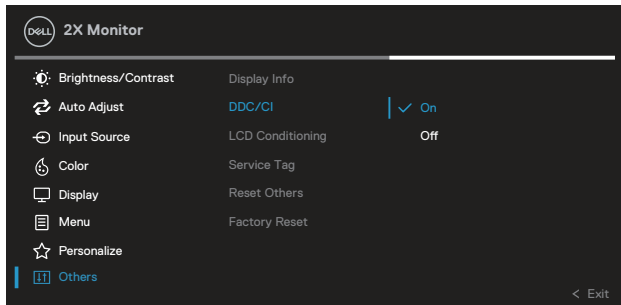 DELL 2X Monitor
Brightness/Contrast
Auto Adjust
Input Source
Color
Display
Menu
Personalize
Others
Display Info
DDC/CI
LCD Conditioning
Service Tag
Reset Others
Factory Reset
On
Off
< Exit